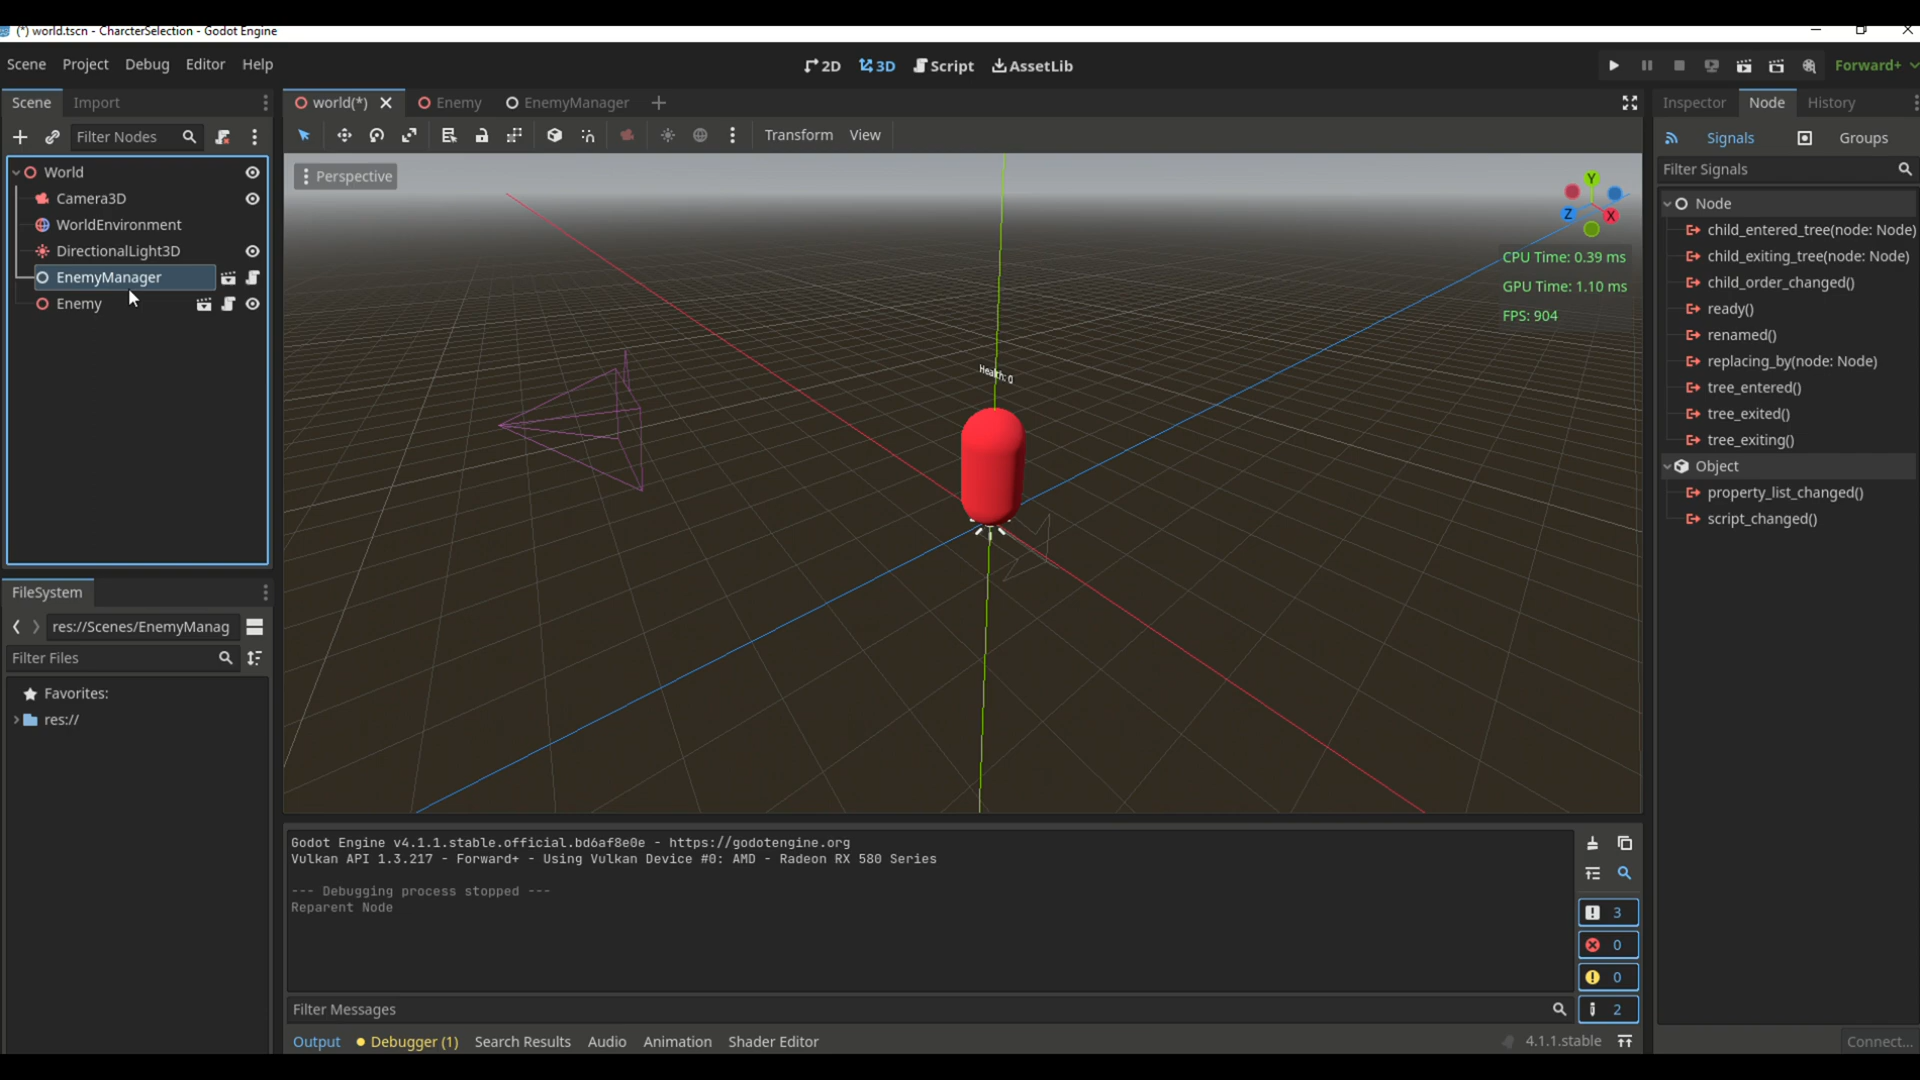 (*) world.tscn - CharcterSelection - Godot Engine
Scene Project Debug Editor Help
2D 3D Script AssetLib
Forward+
Scene Import
world(*) Enemy EnemyManager
Inspector Node History
Filter Nodes
Transform View
Signals Groups
Filter Signals
Perspective
World
Camera3D
WorldEnvironment
DirectionalLight3D
EnemyManager
Enemy
Y
Z
X
CPU Time: 0.39 ms
GPU Time: 1.10 ms
FPS: 904
Health: 0
Node
child_entered_tree(node: Node)
child_exiting_tree(node: Node)
child_order_changed()
ready()
renamed()
replacing_by(node: Node)
tree_entered()
tree_exited()
tree_exiting()
Object
property_list_changed()
script_changed()
FileSystem
res://Scenes/EnemyManag
Filter Files
Favorites:
res://
Godot Engine v4.1.1.stable.official.bd6af8e0e - https://godotengine.org
Vulkan API 1.3.217 - Forward+ - Using Vulkan Device #0: AMD - Radeon RX 580 Series
--- Debugging process stopped ---
Reparent Node
3
0
0
2
Filter Messages
Output Debugger (1) Search Results Audio Animation Shader Editor
4.1.1.stable
Connect...